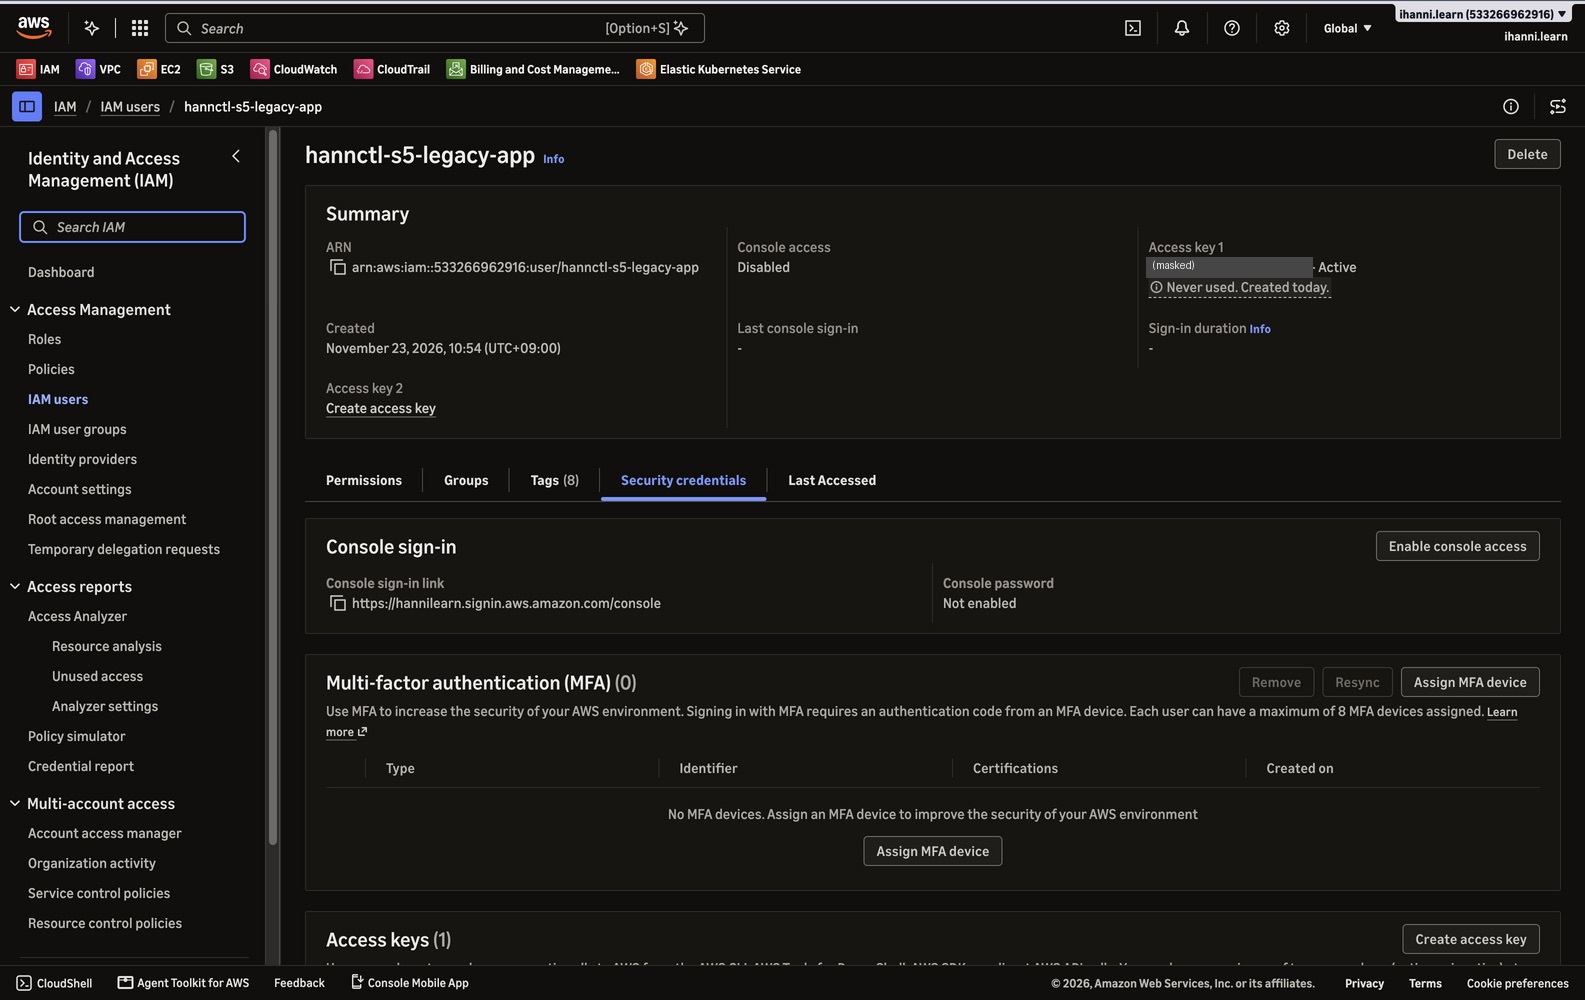 aws
Search
[Option+S]
Global
ihanni.learn (533266962916)
ihanni.learn
IAM
VPC
EC2
S3
CloudWatch
CloudTrail
Billing and Cost Manageme...
Elastic Kubernetes Service
IAM / IAM users / hannctl-s5-legacy-app
Identity and Access
Management (IAM)
Search IAM
Dashboard
Access Management
Roles
Policies
IAM users
IAM user groups
Identity providers
Account settings
Root access management
Temporary delegation requests
Access reports
Access Analyzer
Resource analysis
Unused access
Analyzer settings
Policy simulator
Credential report
Multi-account access
Account access manager
Organization activity
Service control policies
Resource control policies
hannctl-s5-legacy-app Info
Delete
Summary
ARN
arn:aws:iam::533266962916:user/hannctl-s5-legacy-app
Console access
Disabled
Access key 1
(masked) - Active
Never used. Created today.
Created
November 23, 2026, 10:54 (UTC+09:00)
Last console sign-in
-
Sign-in duration Info
-
Access key 2
Create access key
Permissions
Groups
Tags (8)
Security credentials
Last Accessed
Console sign-in
Enable console access
Console sign-in link
https://hannilearn.signin.aws.amazon.com/console
Console password
Not enabled
Multi-factor authentication (MFA) (0)
Remove
Resync
Assign MFA device
Use MFA to increase the security of your AWS environment. Signing in with MFA requires an authentication code from an MFA device. Each user can have a maximum of 8 MFA devices assigned. Learn
more
Type
Identifier
Certifications
Created on
No MFA devices. Assign an MFA device to improve the security of your AWS environment
Assign MFA device
Access keys (1)
Create access key
CloudShell
Agent Toolkit for AWS
Feedback
Console Mobile App
© 2026, Amazon Web Services, Inc. or its affiliates.
Privacy
Terms
Cookie preferences